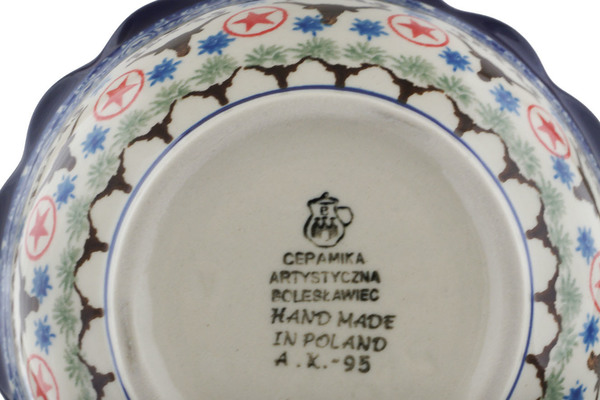 CERAMIKA
ARTYSTYCZNA
BOLESŁAWIEC
HAND MADE
IN POLAND
A.K.-95